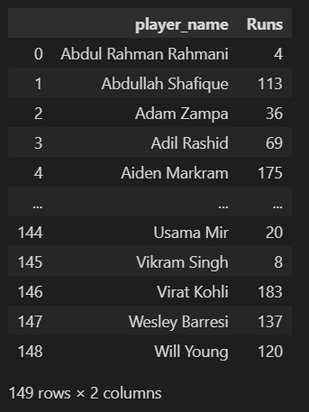 player_name Runs
0 Abdul Rahman Rahmani 4
1 Abdullah Shafique 113
2 Adam Zampa 36
3 Adil Rashid 69
4 Aiden Markram 175
... ... ...
144 Usama Mir 20
145 Vikram Singh 8
146 Virat Kohli 183
147 Wesley Barresi 137
148 Will Young 120
149 rows × 2 columns